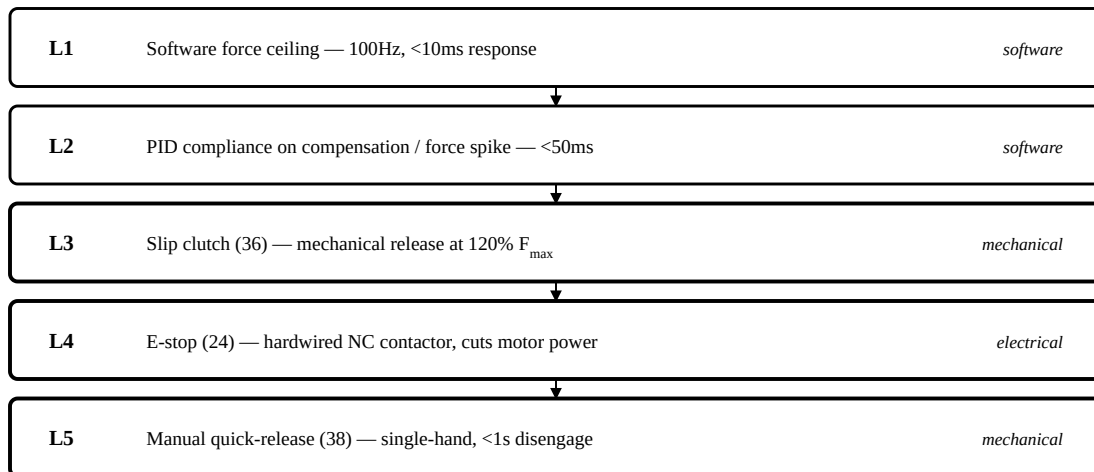 L1 Software force ceiling — 100Hz, <10ms response software
L2 PID compliance on compensation / force spike — <50ms software
L3 Slip clutch (36) — mechanical release at 120% Fmax mechanical
L4 E-stop (24) — hardwired NC contactor, cuts motor power electrical
L5 Manual quick-release (38) — single-hand, <1s disengage mechanical